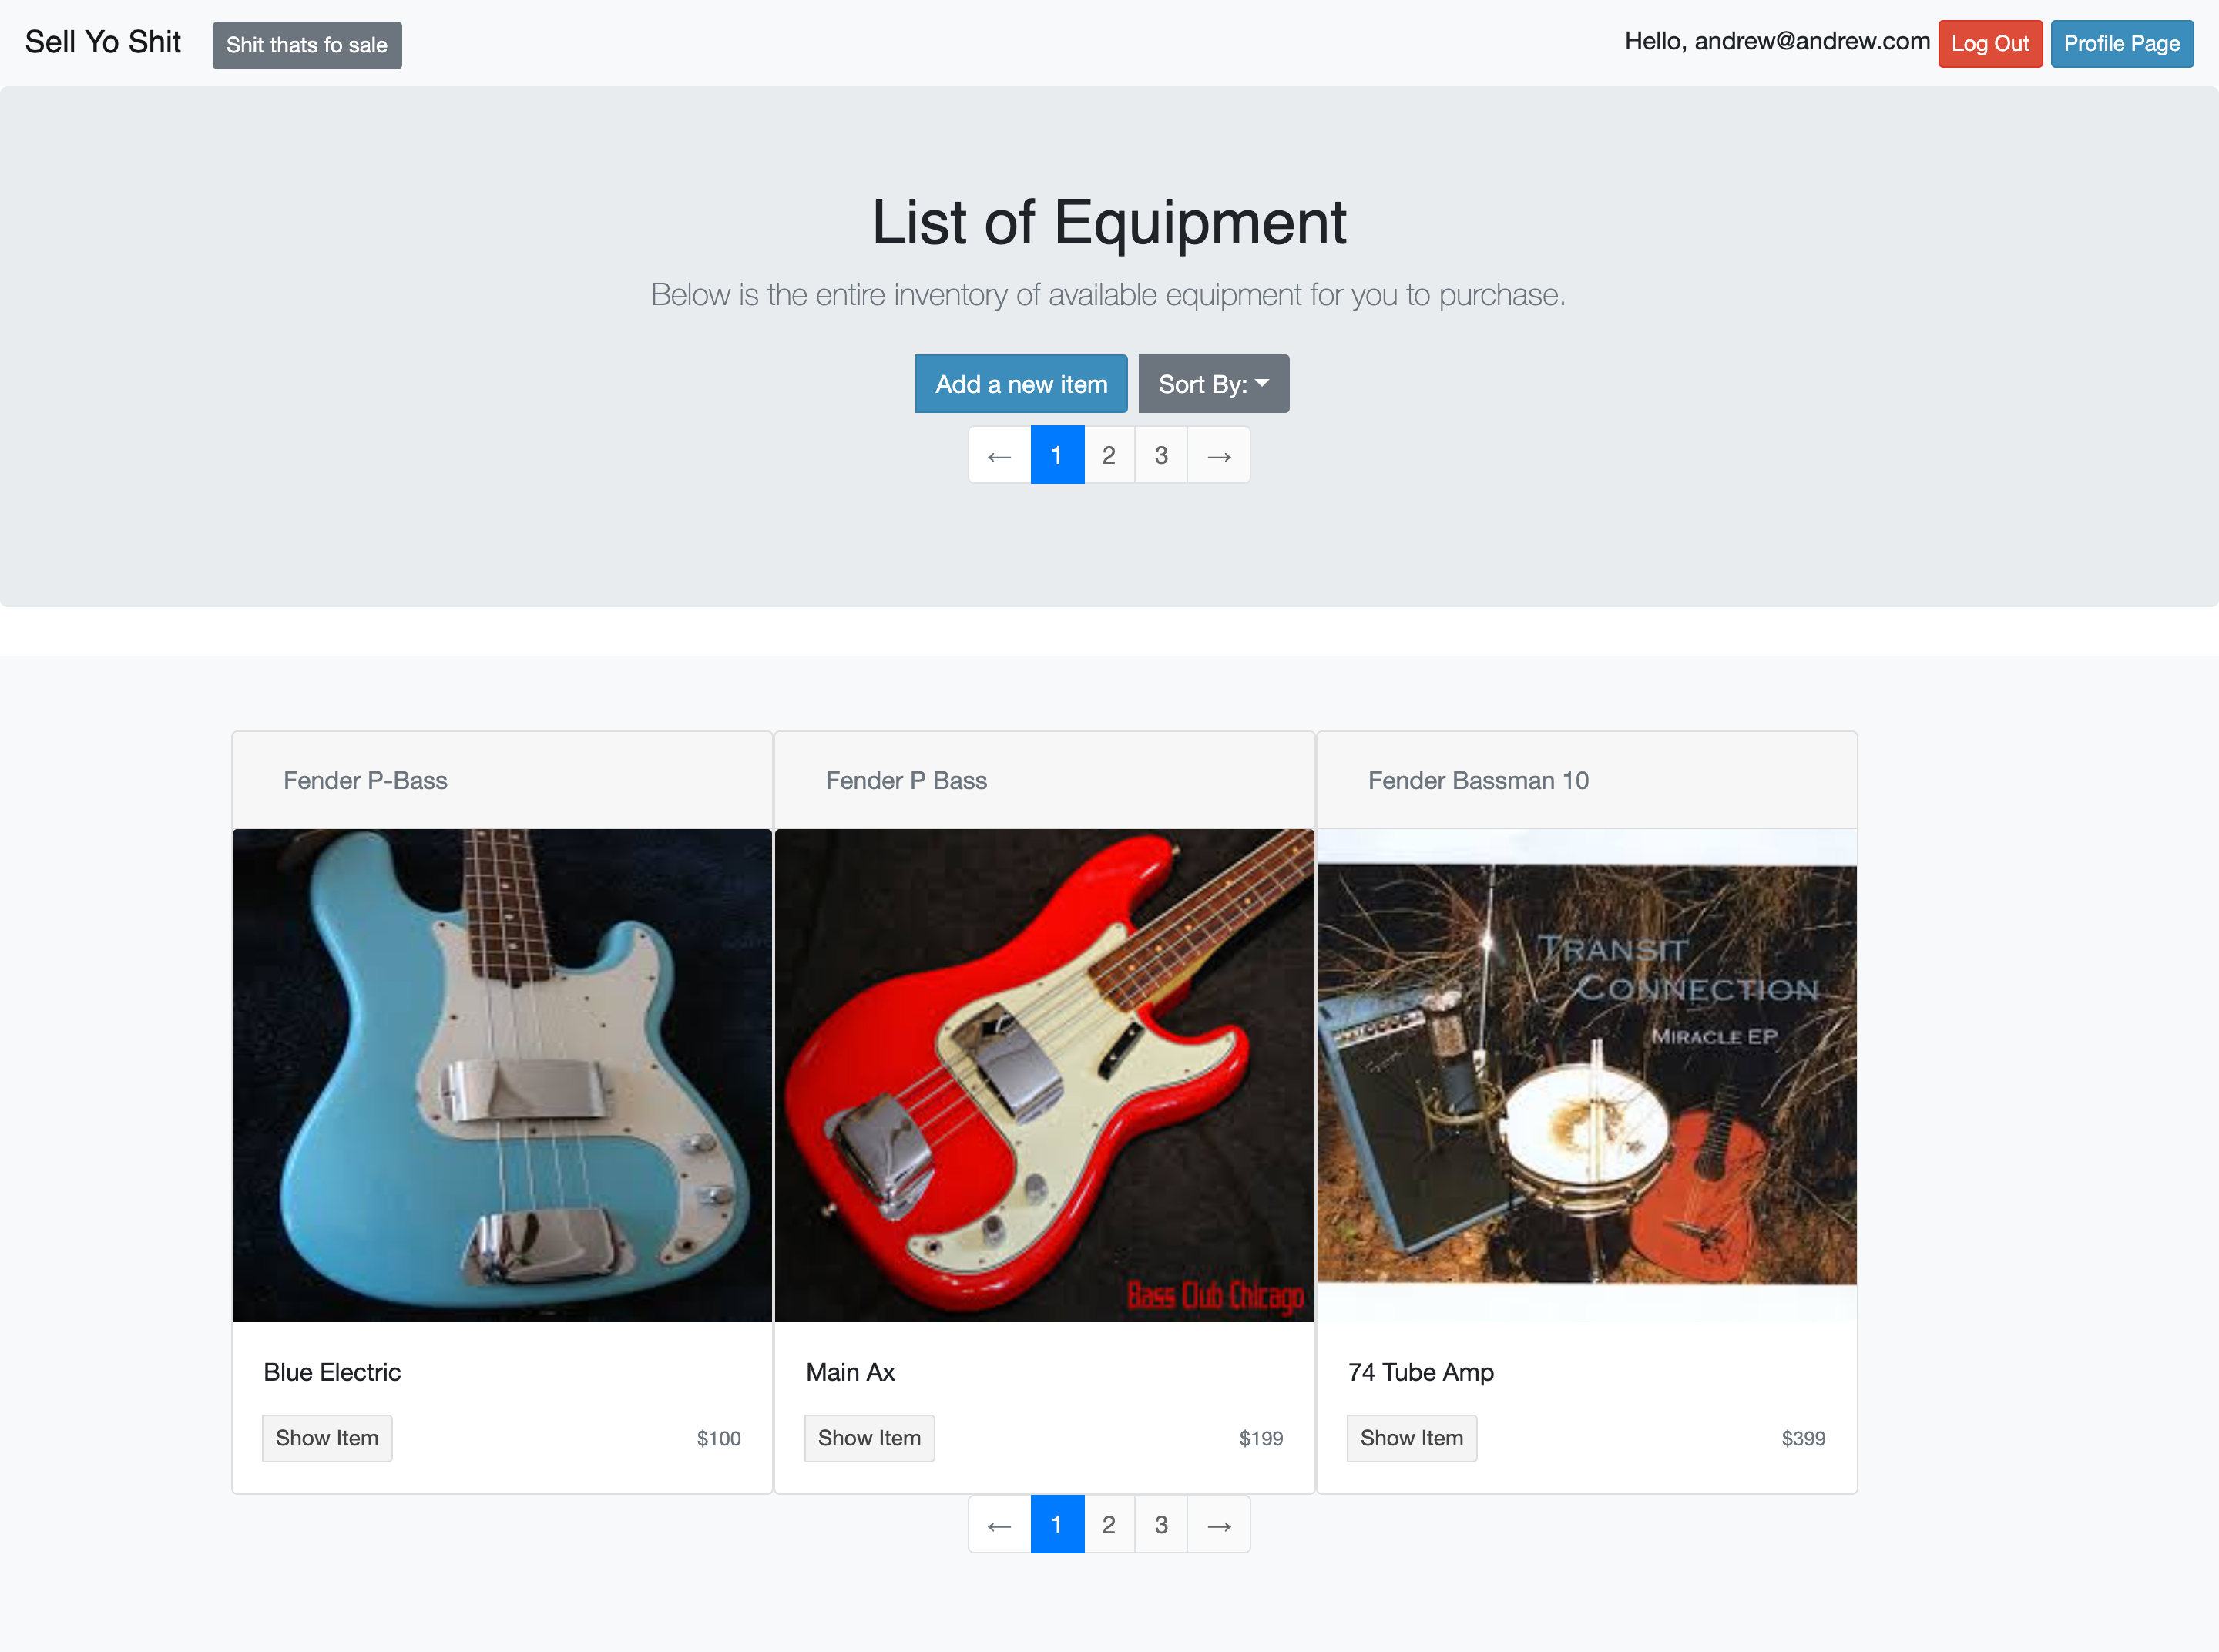 Sell Yo Shit Shit thats fo sale Hello, andrew@andrew.com Log Out Profile Page
List of Equipment
Below is the entire inventory of available equipment for you to purchase.
Add a new item Sort By:
← 1 2 3 →
Fender P-Bass
Fender P Bass
Fender Bassman 10
TRANSIT
CONNECTION
MIRACLE EP
Bass Club Chicago
Blue Electric
Main Ax
74 Tube Amp
Show Item $100
Show Item $199
Show Item $399
← 1 2 3 →